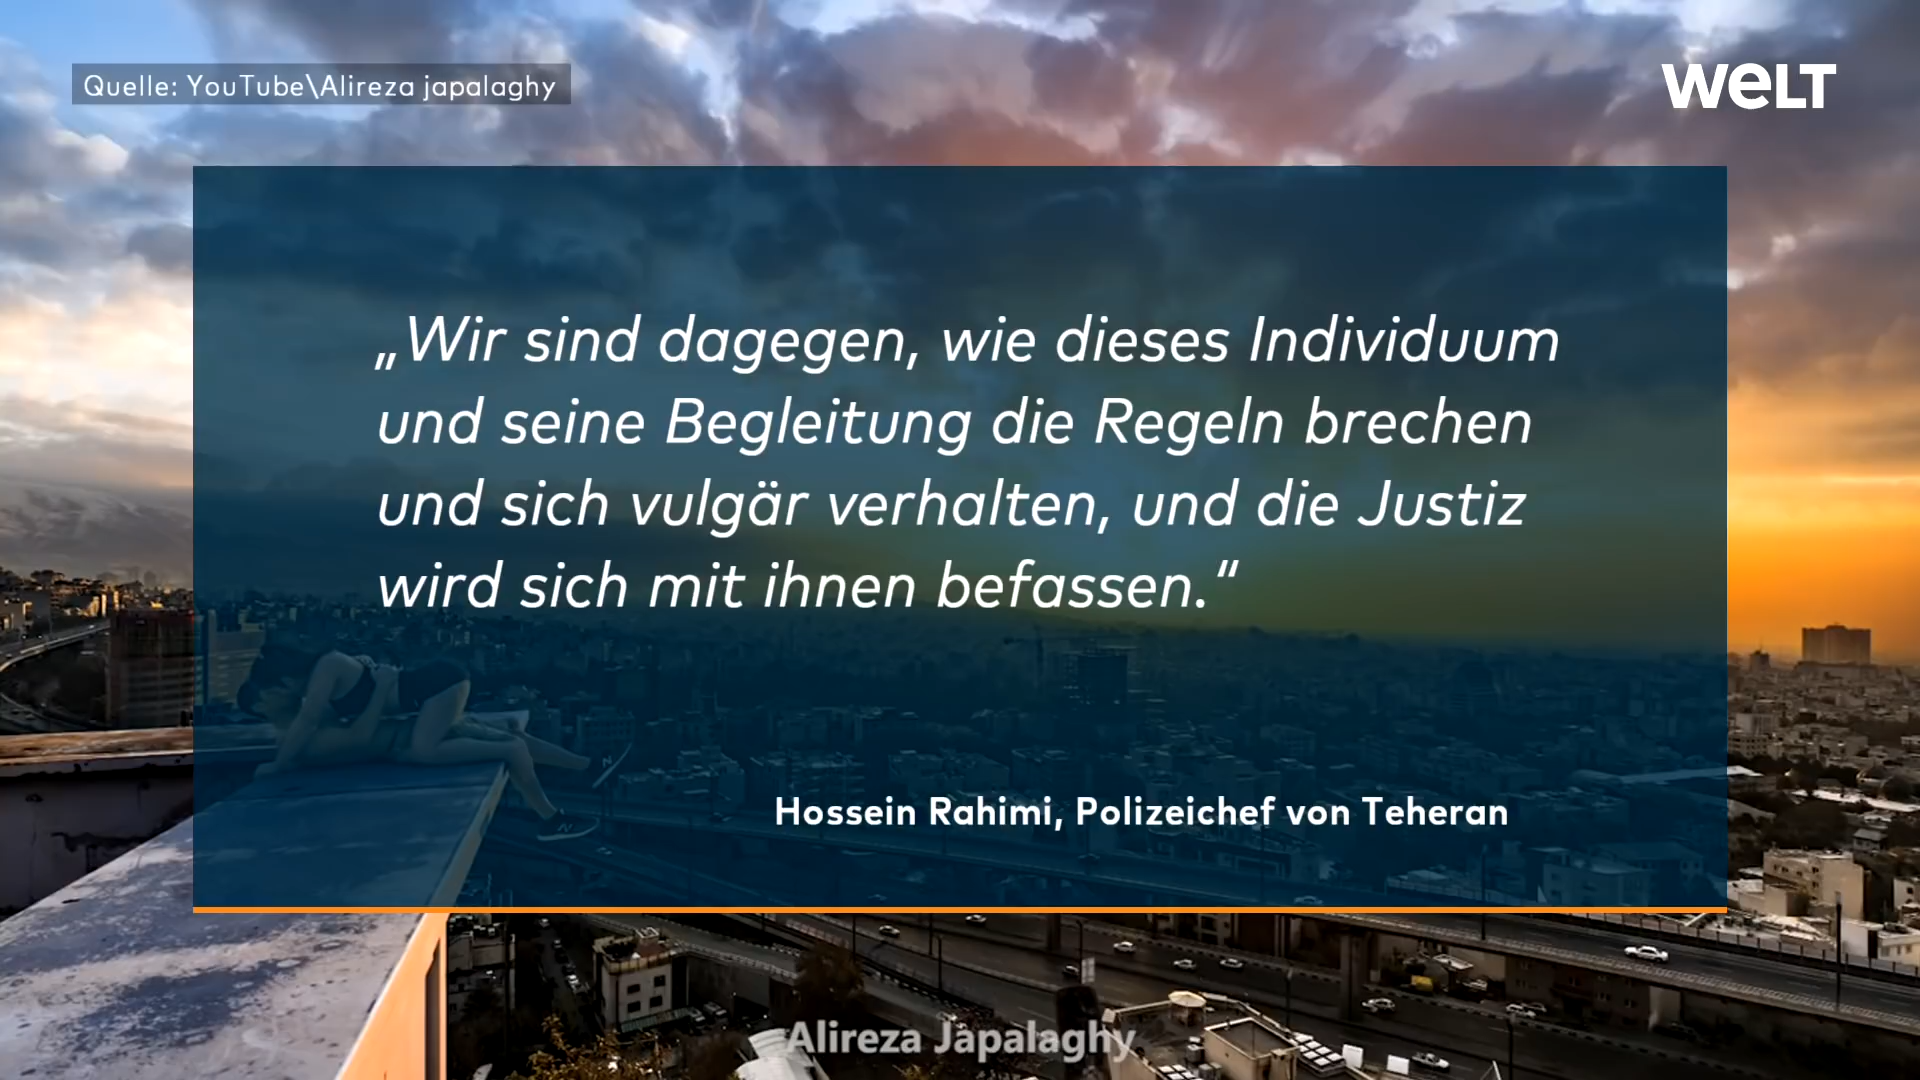 Quelle: YouTube\Alireza japalaghy
WELT
„Wir sind dagegen, wie dieses Individuum
und seine Begleitung die Regeln brechen
und sich vulgär verhalten, und die Justiz
wird sich mit ihnen befassen.“
Hossein Rahimi, Polizeichef von Teheran
N
N
Alireza Japalaghy